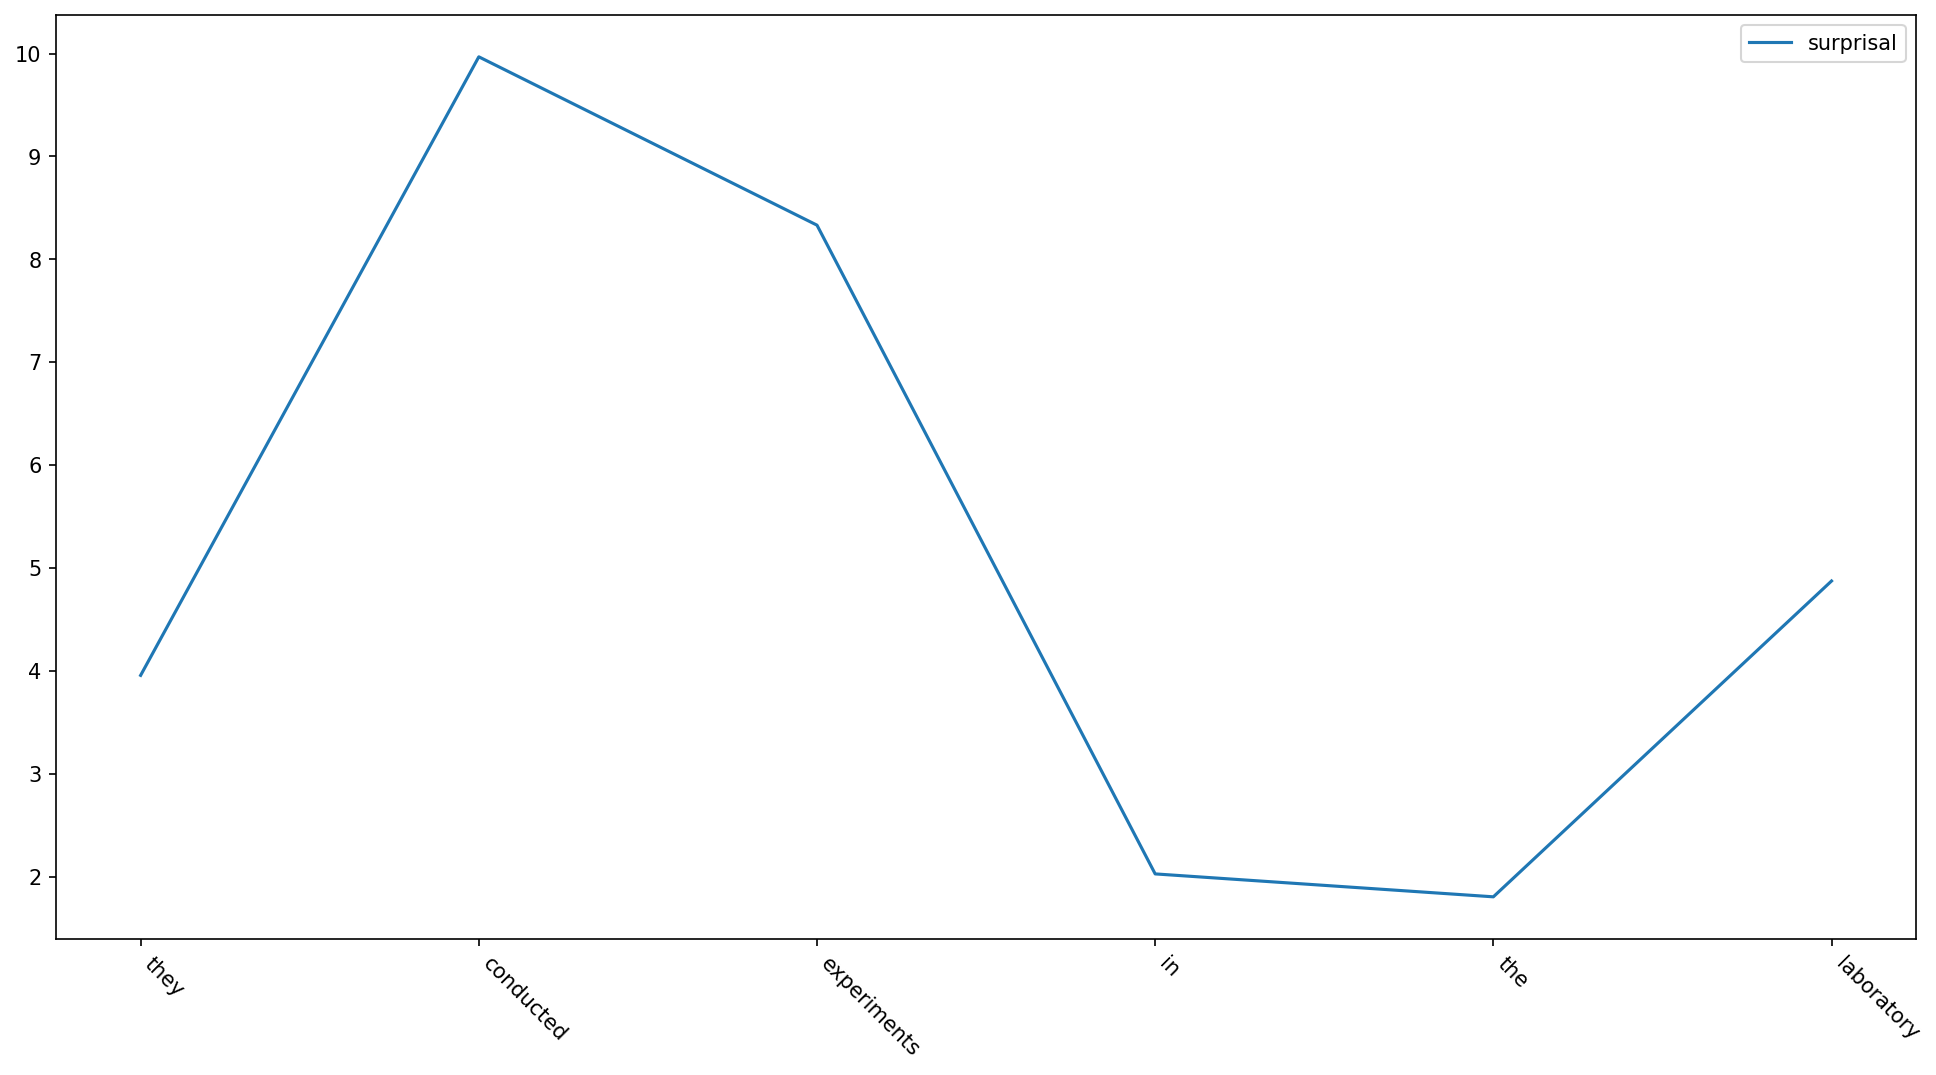 surprisal
10
9
8
7
6
5
4
3
2
they
conducted
experiments
in
the
laboratory